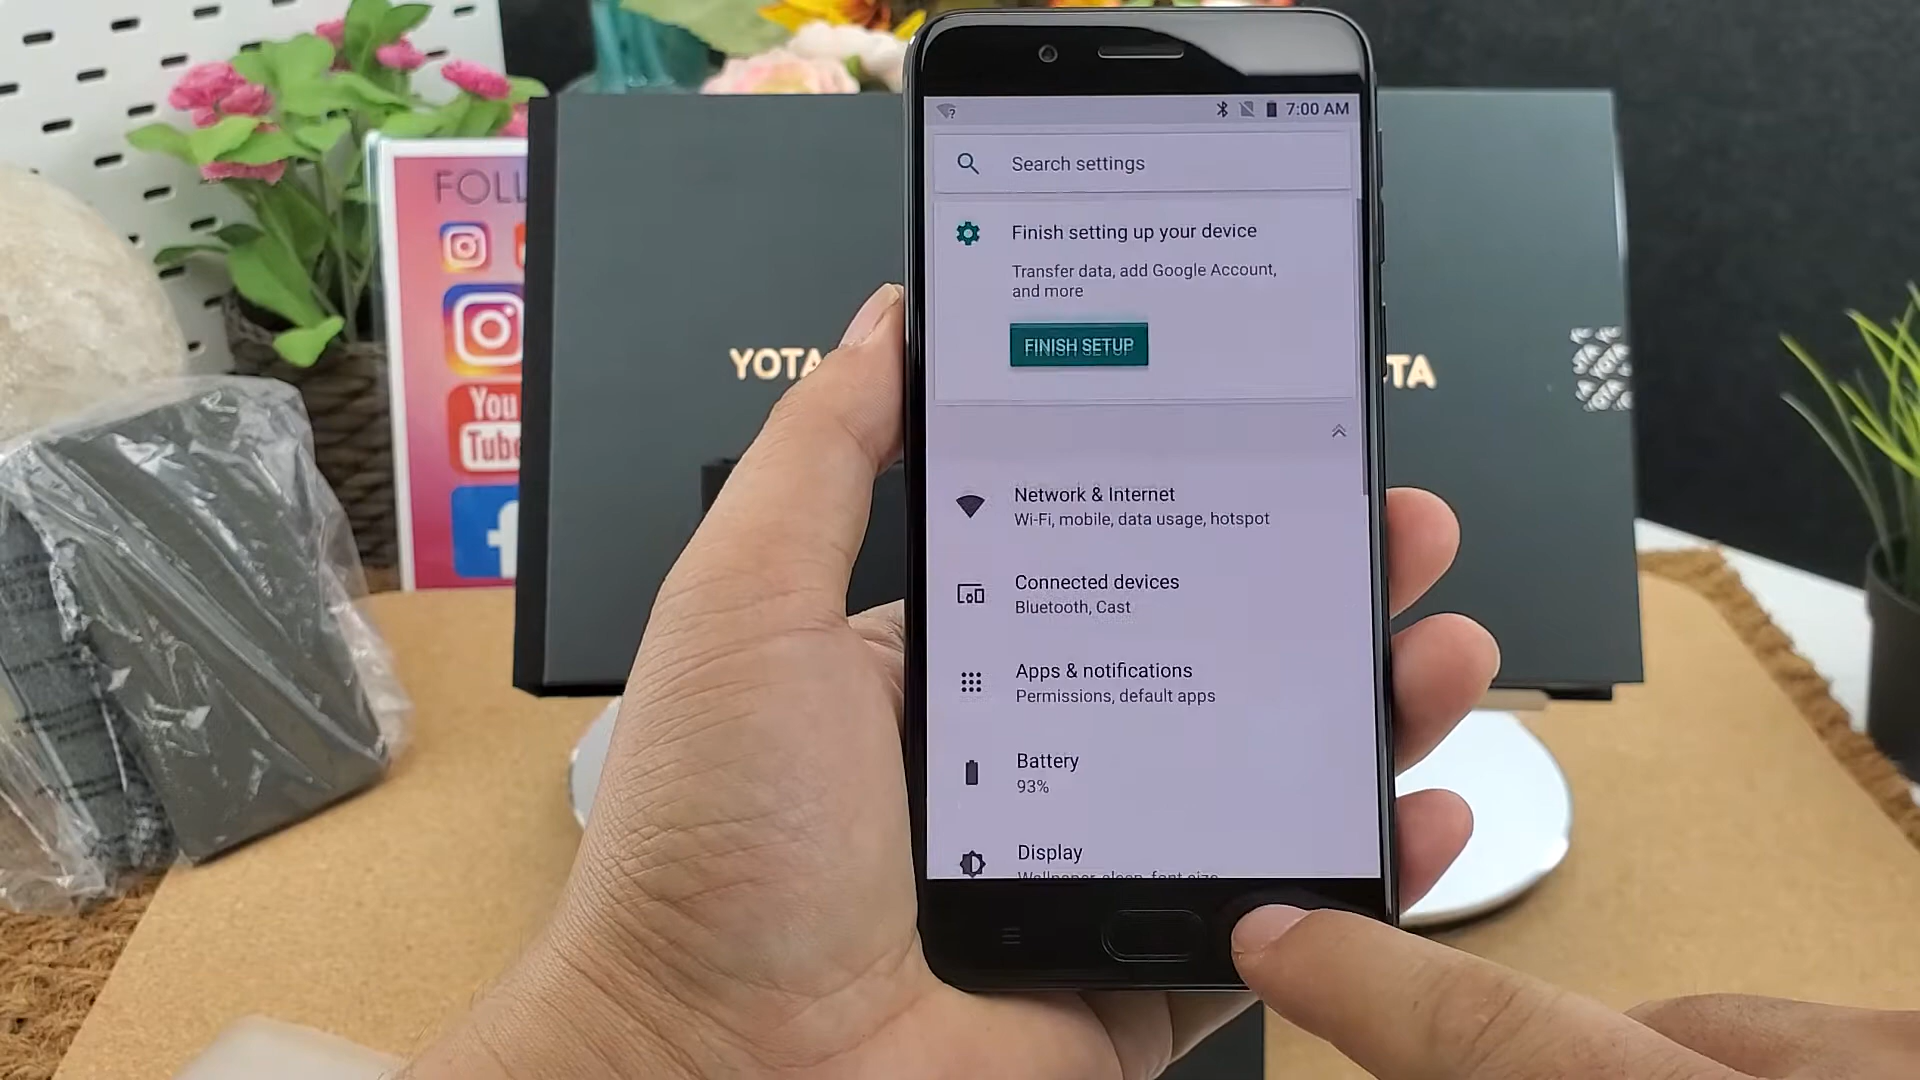 FOLL
You
Tube
YOTA
TA
7:00 AM
Search settings
Finish setting up your device
Transfer data, add Google Account,
and more
FINISH SETUP
Network & Internet
Wi-Fi, mobile, data usage, hotspot
Connected devices
Bluetooth, Cast
Apps & notifications
Permissions, default apps
Battery
93%
Display
Wallpaper, sleep, font size